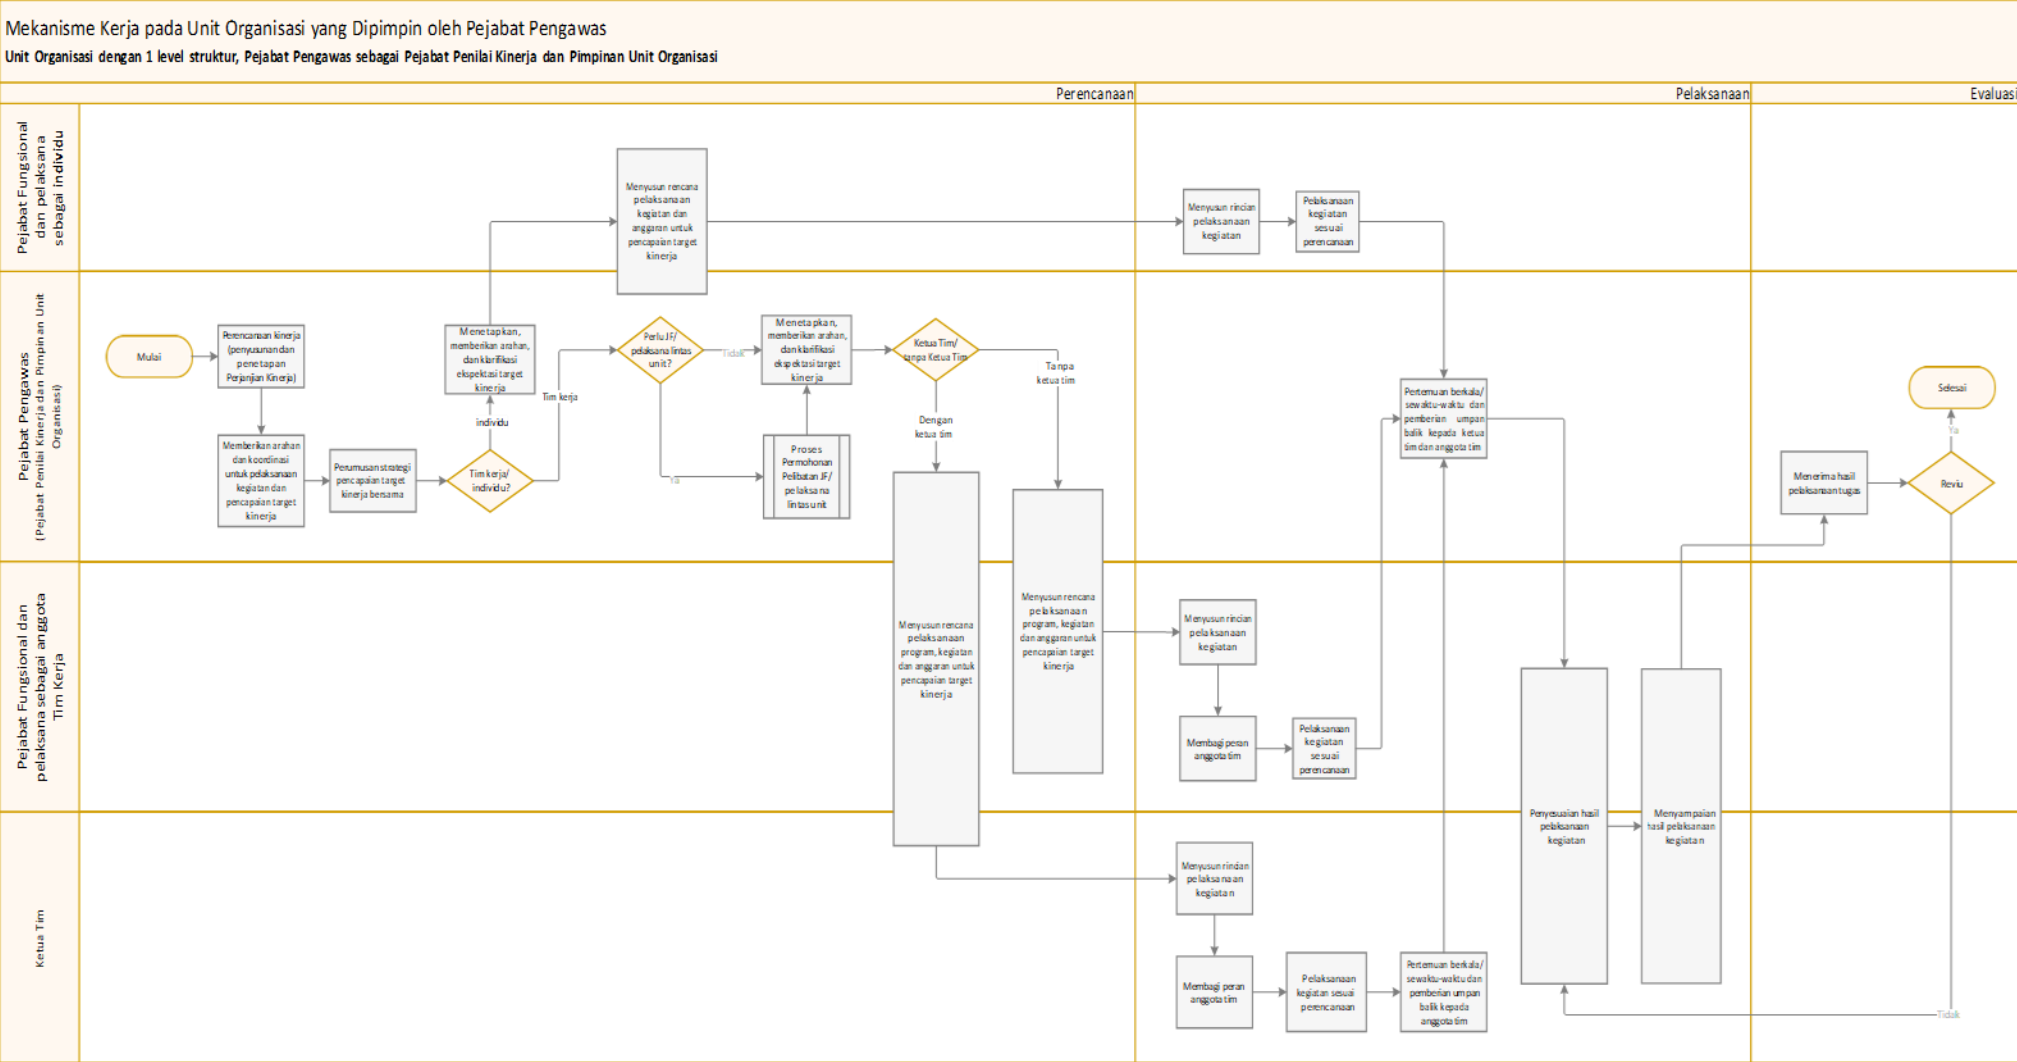 Mekanisme Kerja pada Unit Organisasi yang Dipimpin oleh Pejabat Pengawas
Unit Organisasi dengan 1 level struktur, Pejabat Pengawas sebagai Pejabat Penilai Kinerja dan Pimpinan Unit Organisasi
Perencanaan
Pelaksanaan
Evaluasi
Pejabat Fungsional
dan pelaksana
sebagai individu
Menyusun rencana
pelaksanaan
kegiatan dan
anggaran untuk
pencapaian target
kinerja
Menyusun rincian
pelaksanaan
kegiatan
Pelaksanaan
kegiatan
sesuai
perencanaan
Pejabat Pengawas
(Pejabat Penilai Kinerja dan Pimpinan Unit
Organisasi)
Mulai
Perencanaan kinerja
(penyusunan dan
penetapan
Perjanjian Kinerja)
Memberikan arahan
dan koordinasi
untuk pelaksanaan
kegiatan dan
pencapaian target
kinerja
Perumusan strategi
pencapaian target
kinerja bersama
Tim kerja/
individu?
individu
Menetapkan,
memberikan arahan,
dan klarifikasi
ekspektasi target
kinerja
Tim kerja
Perlu JF/
pelaksana lintas
unit?
Tidak
Ya
Proses
Permohonan
Pelibatan JF/
pelaksana
lintas unit
Menetapkan,
memberikan arahan,
dan klarifikasi
ekspektasi target
kinerja
Ketua Tim/
tanpa Ketua Tim
Dengan
ketua tim
Tanpa
ketua tim
Pertemuan berkala/
sewaktu-waktu dan
pemberian umpan
balik kepada ketua
tim dan anggota tim
Menerima hasil
pelaksanaan tugas
Reviu
Ya
Selesai
Tidak
Pejabat Fungsional dan
pelaksana sebagai anggota
Tim Kerja
Menyusun rencana
pelaksanaan
program, kegiatan
dan anggaran untuk
pencapaian target
kinerja
Menyusun rencana
pelaksanaan
program, kegiatan
dan anggaran untuk
pencapaian target
kinerja
Menyusun rincian
pelaksanaan
kegiatan
Membagi peran
anggota tim
Pelaksanaan
kegiatan
sesuai
perencanaan
Penyesuaian hasil
pelaksanaan
kegiatan
Menyampaian
hasil pelaksanaan
kegiatan
Ketua Tim
Menyusun rincian
pelaksanaan
kegiatan
Membagi peran
anggota tim
Pelaksanaan
kegiatan sesuai
perencanaan
Pertemuan berkala/
sewaktu-waktu dan
pemberian umpan
balik kepada
anggota tim